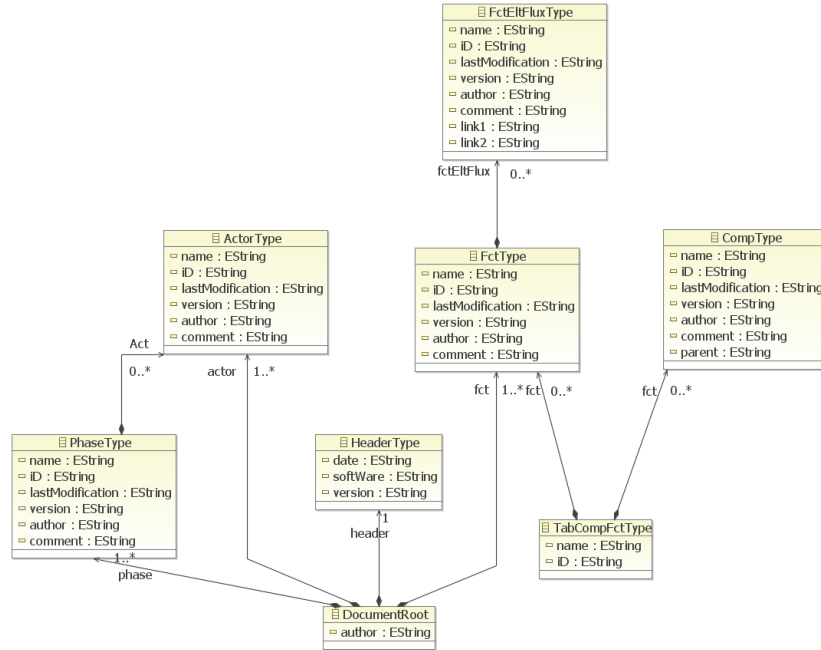 FctEltFluxType
name : EString
iD : EString
lastModification : EString
version : EString
author : EString
comment : EString
link1 : EString
link2 : EString
fctEltFlux
0..*
ActorType
name : EString
iD : EString
lastModification : EString
version : EString
author : EString
comment : EString
FctType
name : EString
iD : EString
lastModification : EString
version : EString
author : EString
comment : EString
CompType
name : EString
iD : EString
lastModification : EString
version : EString
author : EString
comment : EString
parent : EString
Act
0..*
actor
1..*
fct
1..*
fct
0..*
fct
0..*
PhaseType
name : EString
iD : EString
lastModification : EString
version : EString
author : EString
comment : EString
HeaderType
date : EString
softWare : EString
version : EString
1
header
TabCompFctType
name : EString
iD : EString
1..*
phase
DocumentRoot
author : EString